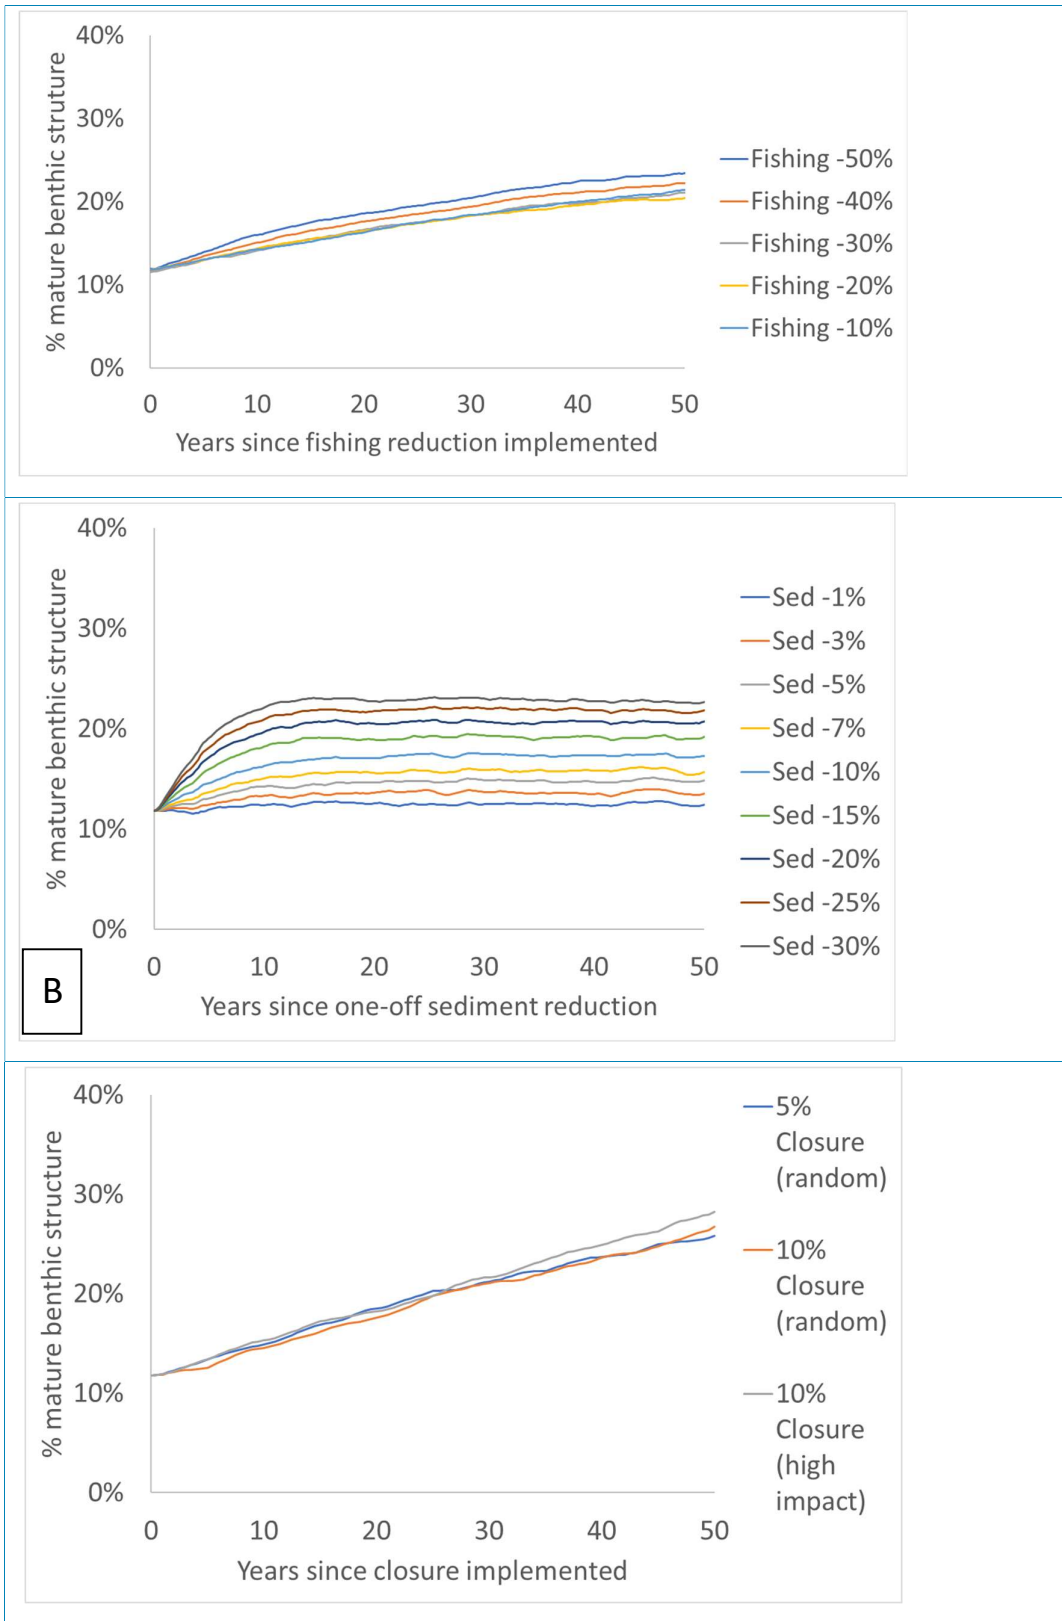 40%
30%
20%
10%
0%
% mature benthic struture
0 10 20 30 40 50
Years since fishing reduction implemented
Fishing -50%
Fishing -40%
Fishing -30%
Fishing -20%
Fishing -10%
40%
30%
20%
10%
0%
% mature benthic structure
0 10 20 30 40 50
Years since one-off sediment reduction
Sed -1%
Sed -3%
Sed -5%
Sed -7%
Sed -10%
Sed -15%
Sed -20%
Sed -25%
Sed -30%
B
40%
30%
20%
10%
0%
% mature benthic structure
0 10 20 30 40 50
Years since closure implemented
5%
Closure
(random)
10%
Closure
(random)
10%
Closure
(high
impact)